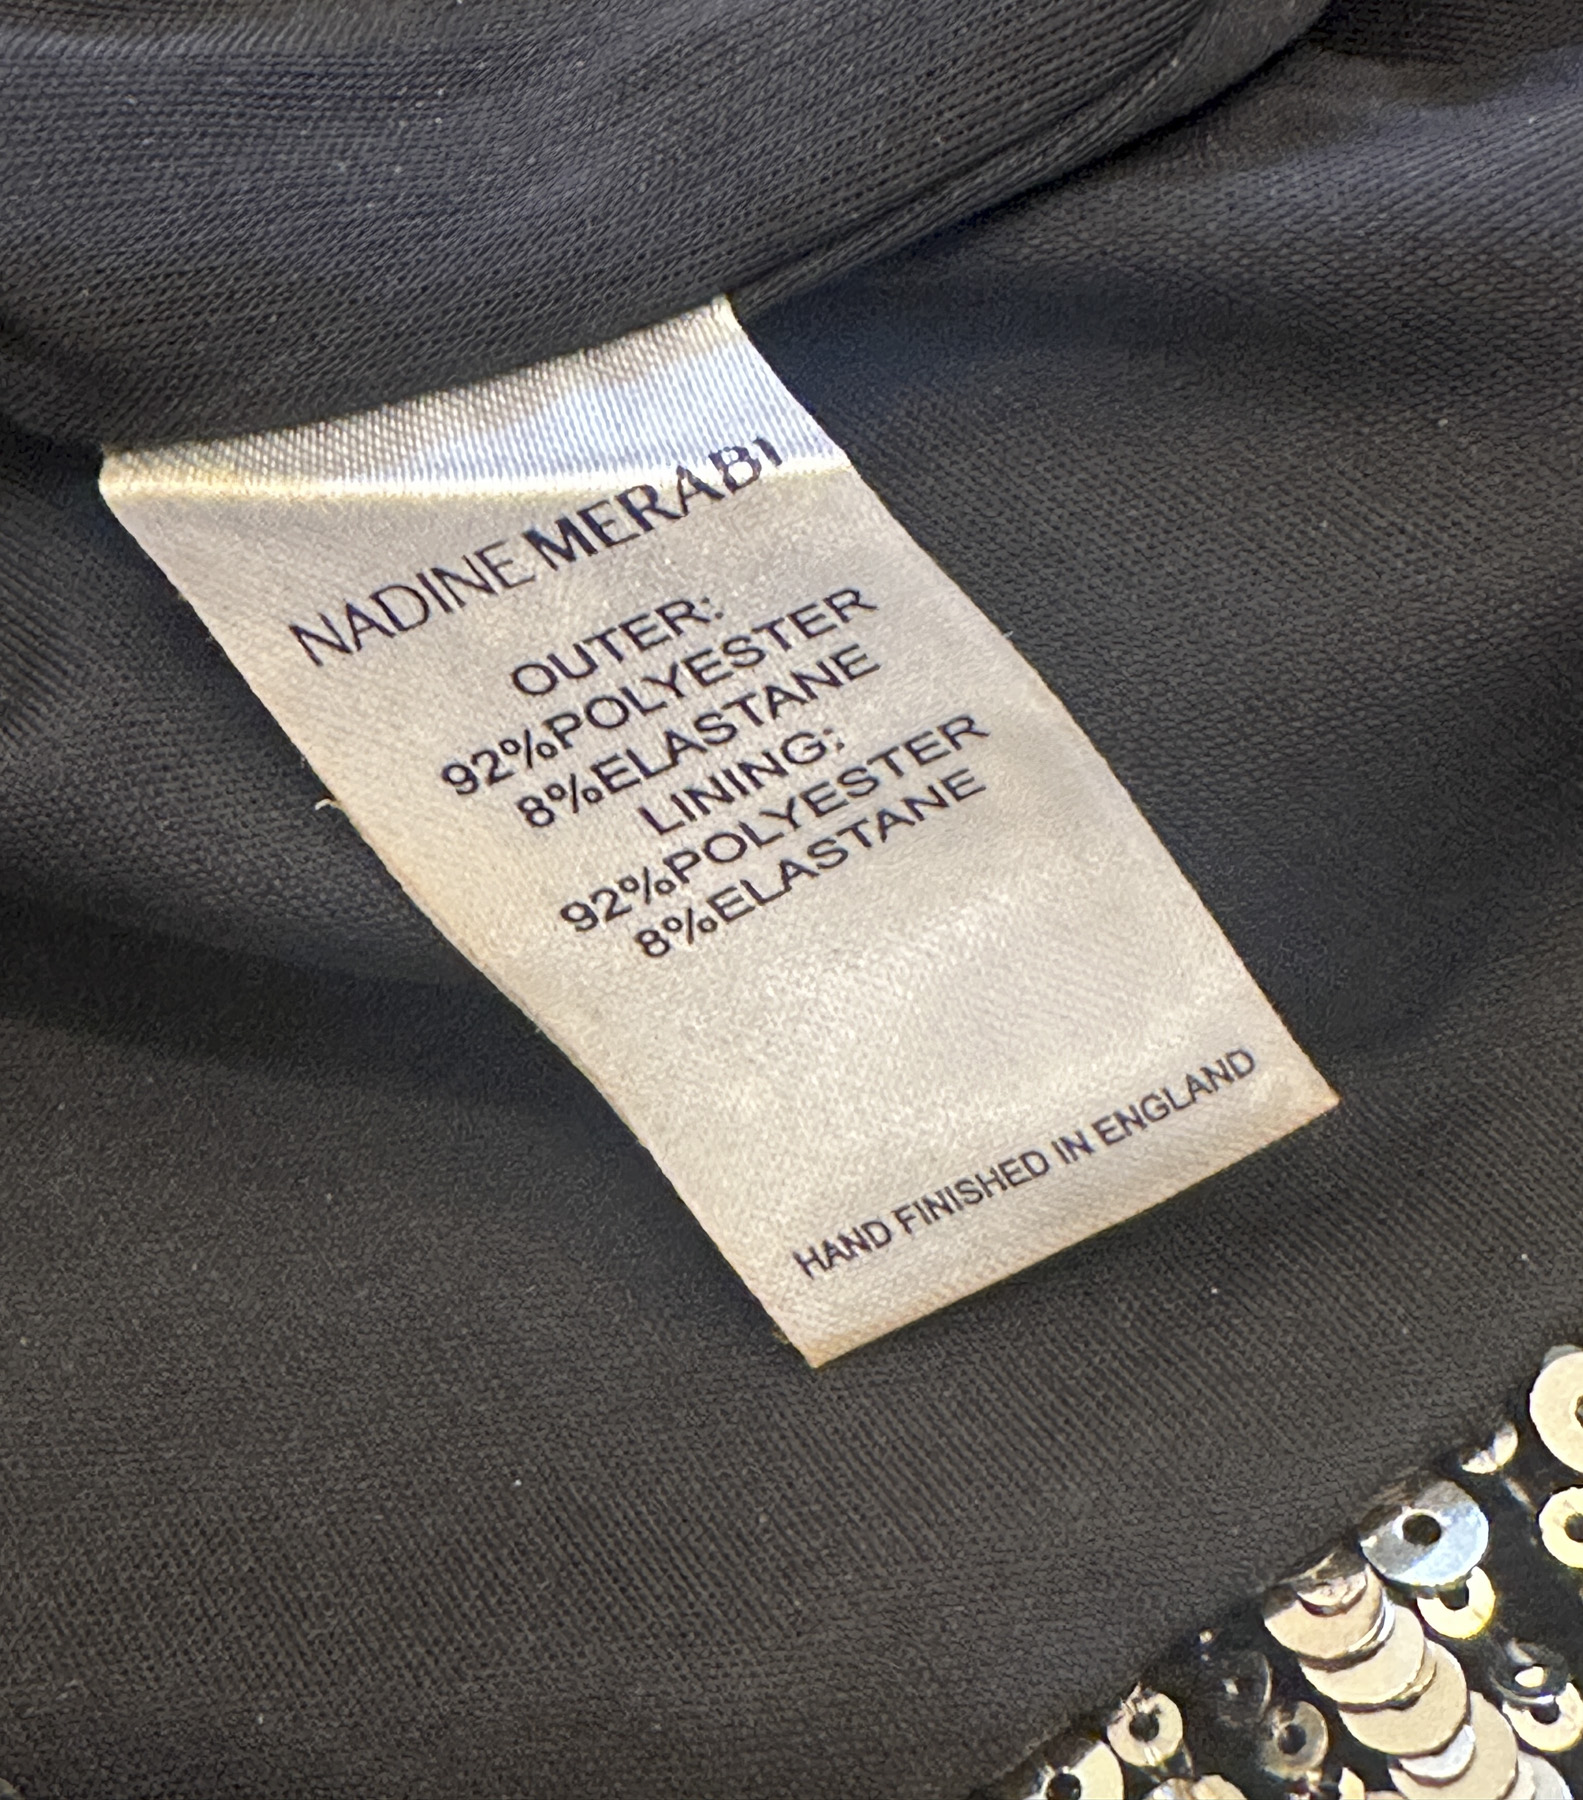 NADINE MERABI
OUTER:
92%POLYESTER
8%ELASTANE
LINING:
92%POLYESTER
8%ELASTANE
HAND FINISHED IN ENGLAND